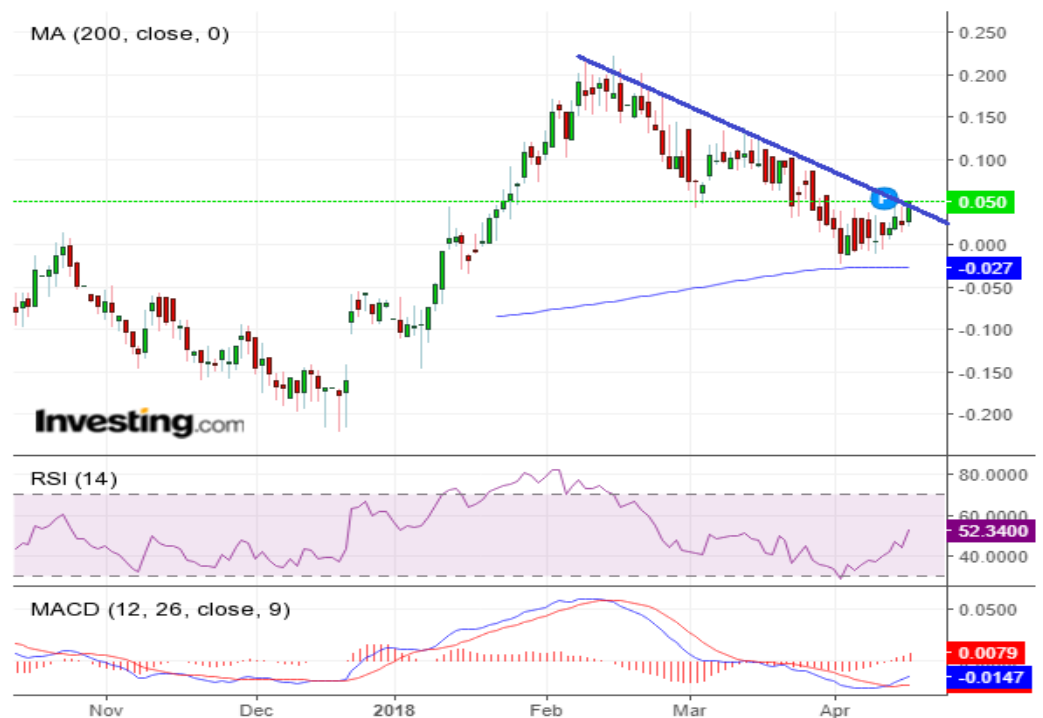 MA (200, close, 0)
0.250
0.200
0.150
0.100
0.050
0.000
-0.027
-0.050
-0.100
-0.150
-0.200
Investing.com
RSI (14)
80.0000
60.0000
52.3400
40.0000
MACD (12, 26, close, 9)
0.0500
0.0079
-0.0147
Nov
Dec
2018
Feb
Mar
Apr